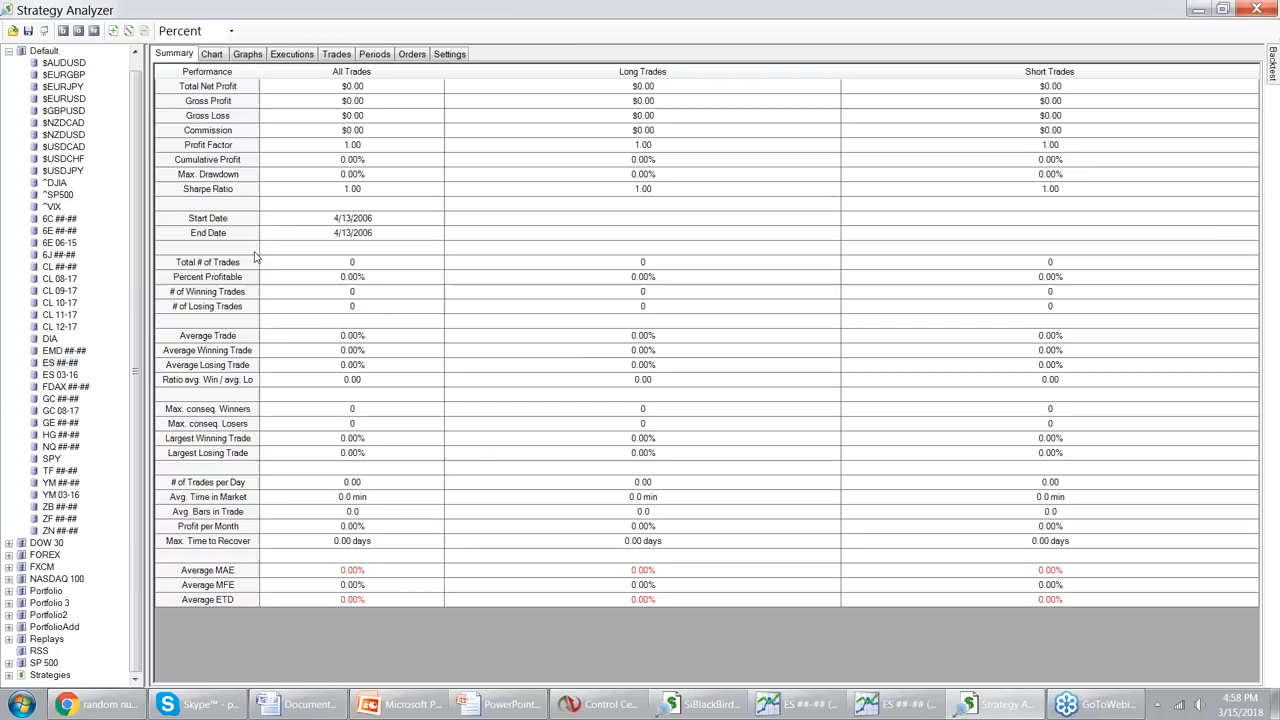 Strategy Analyzer
Percent
Default
$AUDUSD
$EURGBP
$EURJPY
$EURUSD
$GBPUSD
$NZDCAD
$NZDUSD
$USDCAD
$USDCHF
$USDJPY
^DJIA
^SP500
^VIX
6C ##-##
6E ##-##
6E 06-15
6J ##-##
CL ##-##
CL 08-17
CL 09-17
CL 10-17
CL 11-17
CL 12-17
DIA
EMD ##-##
ES ##-##
ES 03-16
FDAX ##-##
GC ##-##
GC 08-17
GE ##-##
HG ##-##
NQ ##-##
SPY
TF ##-##
YM ##-##
YM 03-16
ZB ##-##
ZF ##-##
ZN ##-##
DOW 30
FOREX
FXCM
NASDAQ 100
Portfolio
Portfolio 3
Portfolio2
PortfolioAdd
Replays
RSS
SP 500
Strategies
Summary Chart Graphs Executions Trades Periods Orders Settings
Performance All Trades Long Trades Short Trades
Total Net Profit $0.00 $0.00 $0.00
Gross Profit $0.00 $0.00 $0.00
Gross Loss $0.00 $0.00 $0.00
Commission $0.00 $0.00 $0.00
Profit Factor 1.00 1.00 1.00
Cumulative Profit 0.00% 0.00% 0.00%
Max. Drawdown 0.00% 0.00% 0.00%
Sharpe Ratio 1.00 1.00 1.00
Start Date 4/13/2006
End Date 4/13/2006
Total # of Trades 0 0 0
Percent Profitable 0.00% 0.00% 0.00%
# of Winning Trades 0 0 0
# of Losing Trades 0 0 0
Average Trade 0.00% 0.00% 0.00%
Average Winning Trade 0.00% 0.00% 0.00%
Average Losing Trade 0.00% 0.00% 0.00%
Ratio avg. Win / avg. Lo 0.00 0.00 0.00
Max. conseq. Winners 0 0 0
Max. conseq. Losers 0 0 0
Largest Winning Trade 0.00% 0.00% 0.00%
Largest Losing Trade 0.00% 0.00% 0.00%
# of Trades per Day 0.00 0.00 0.00
Avg. Time in Market 0.0 min 0.0 min 0.0 min
Avg. Bars in Trade 0.0 0.0 0.0
Profit per Month 0.00% 0.00% 0.00%
Max. Time to Recover 0.00 days 0.00 days 0.00 days
Average MAE 0.00% 0.00% 0.00%
Average MFE 0.00% 0.00% 0.00%
Average ETD 0.00% 0.00% 0.00%
Backtest
random nu... Skype™ - p... Document... Microsoft P... PowerPoint... Control Ce... SiBlackBird... ES ##-## (... ES ##-## (... Strategy A... GoToWebi...
4:58 PM
3/15/2018